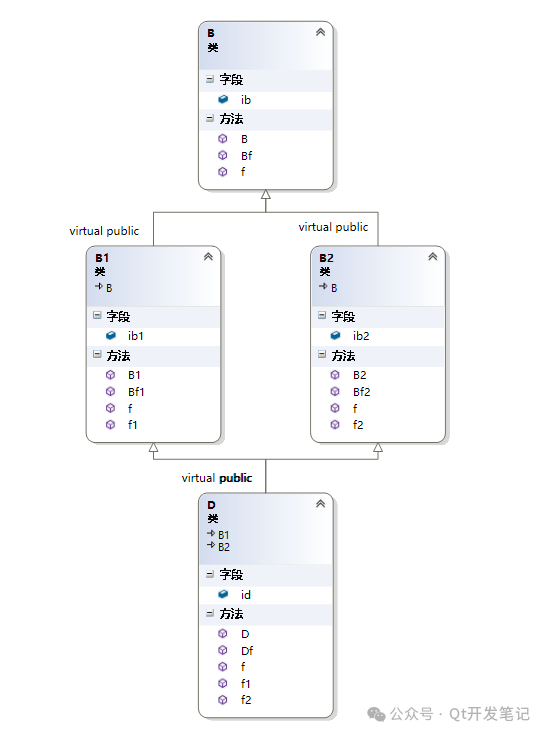 B
类
字段
ib
方法
B
Bf
f
virtual public
virtual public
B1
类
B
字段
ib1
方法
B1
Bf1
f
f1
B2
类
B
字段
ib2
方法
B2
Bf2
f
f2
virtual public
D
类
B1
B2
字段
id
方法
D
Df
f
f1
f2
公众号 · Qt开发笔记